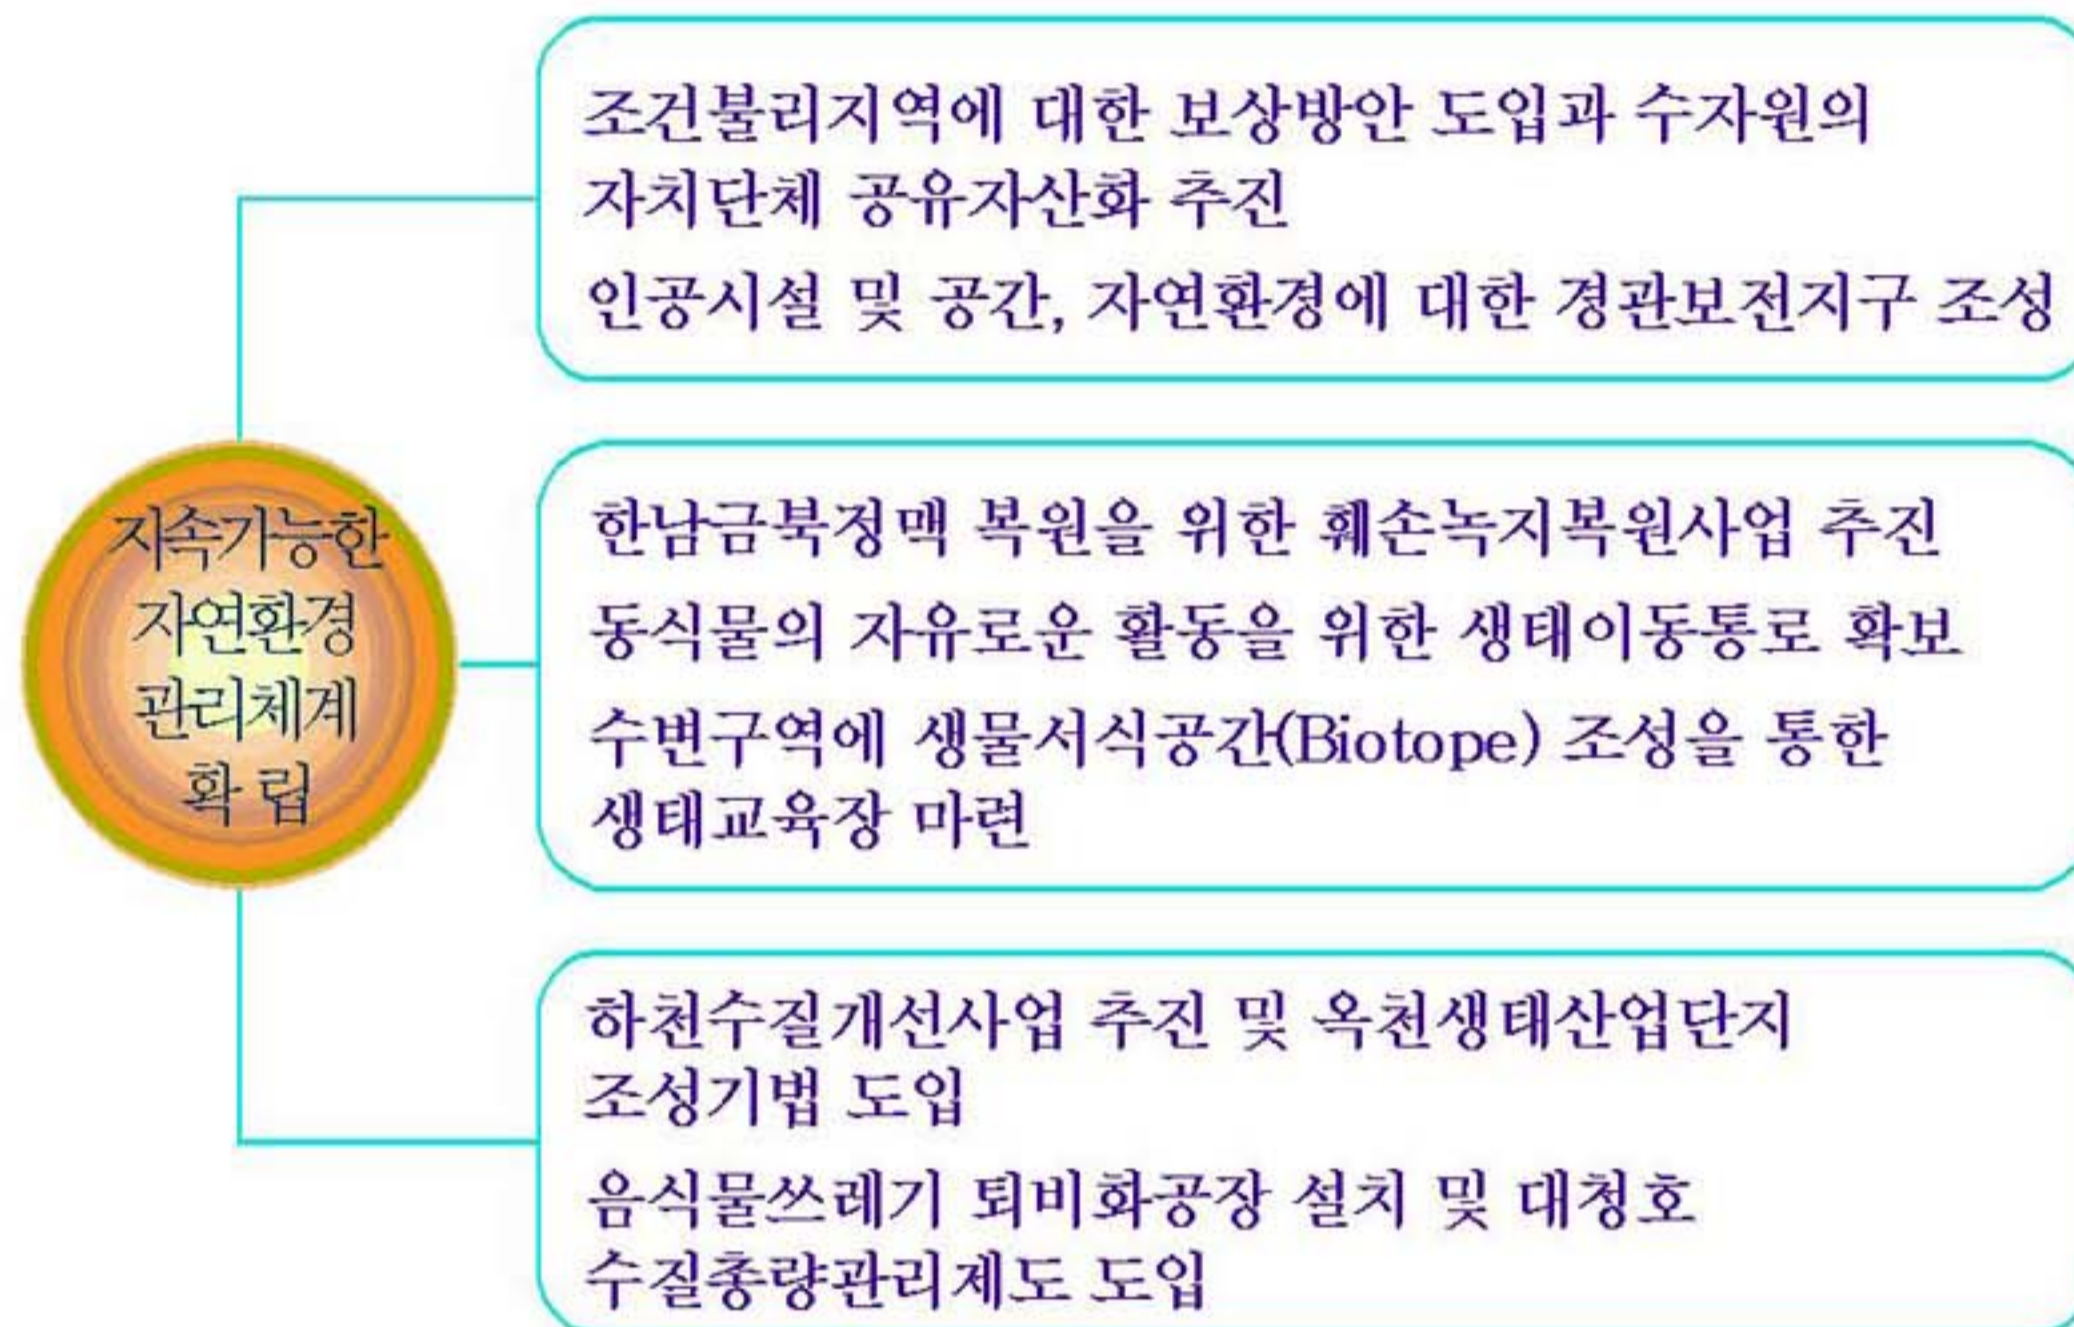 지속가능한
자연환경
관리체계
확 립
조건불리지역에 대한 보상방안 도입과 수자원의
자치단체 공유자산화 추진
인공시설 및 공간, 자연환경에 대한 경관보전지구 조성
한남금북정맥 복원을 위한 훼손녹지복원사업 추진
동식물의 자유로운 활동을 위한 생태이동통로 확보
수변구역에 생물서식공간(Biotope) 조성을 통한
생태교육장 마련
하천수질개선사업 추진 및 옥천생태산업단지
조성기법 도입
음식물쓰레기 퇴비화공장 설치 및 대청호
수질총량관리제도 도입